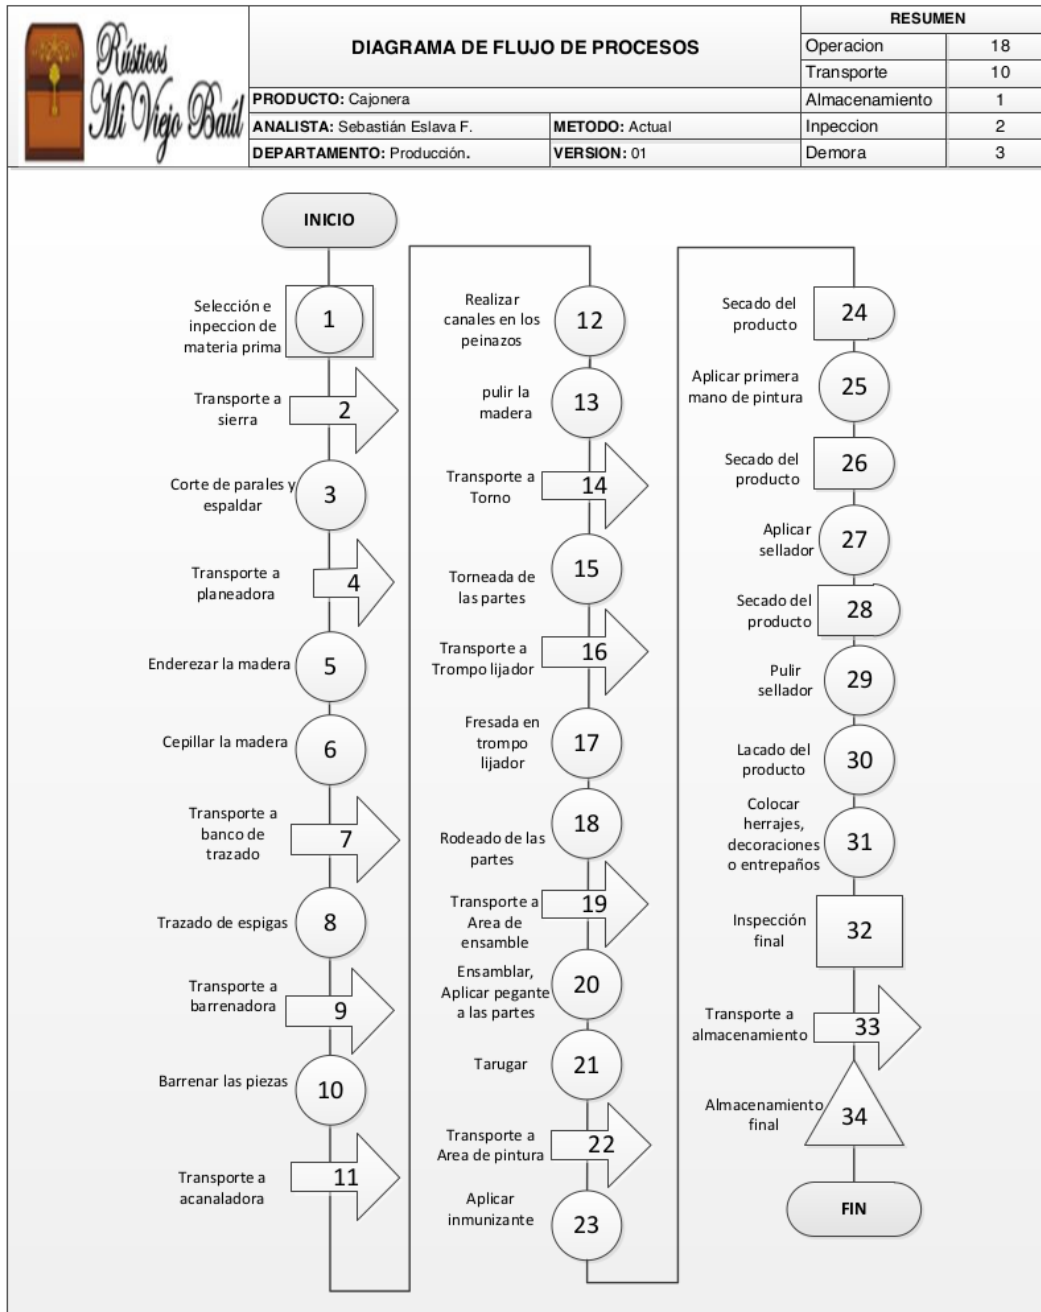 Rústicos
Mi Viejo Baúl
DIAGRAMA DE FLUJO DE PROCESOS
PRODUCTO: Cajonera
ANALISTA: Sebastián Eslava F.
METODO: Actual
DEPARTAMENTO: Producción.
VERSION: 01
RESUMEN
Operacion 18
Transporte 10
Almacenamiento 1
Inpeccion 2
Demora 3
INICIO
Selección e
inpeccion de
materia prima
1
Transporte a
sierra
2
Corte de parales y
espaldar
3
Transporte a
planeadora
4
Enderezar la madera
5
Cepillar la madera
6
Transporte a
banco de
trazado
7
Trazado de espigas
8
Transporte a
barrenadora
9
Barrenar las piezas
10
Transporte a
acanaladora
11
Realizar
canales en los
peinazos
12
pulir la
madera
13
Transporte a
Torno
14
Torneada de
las partes
15
Transporte a
Trompo lijador
16
Fresada en
trompo
lijador
17
Rodeado de las
partes
18
Transporte a
Area de
ensamble
19
Ensamblar,
Aplicar pegante
a las partes
20
Tarugar
21
Transporte a
Area de pintura
22
Aplicar
inmunizante
23
Secado del
producto
24
Aplicar primera
mano de pintura
25
Secado del
producto
26
Aplicar
sellador
27
Secado del
producto
28
Pulir
sellador
29
Lacado del
producto
30
Colocar
herrajes,
decoraciones
o entrepaños
31
Inspección
final
32
Transporte a
almacenamiento
33
Almacenamiento
final
34
FIN